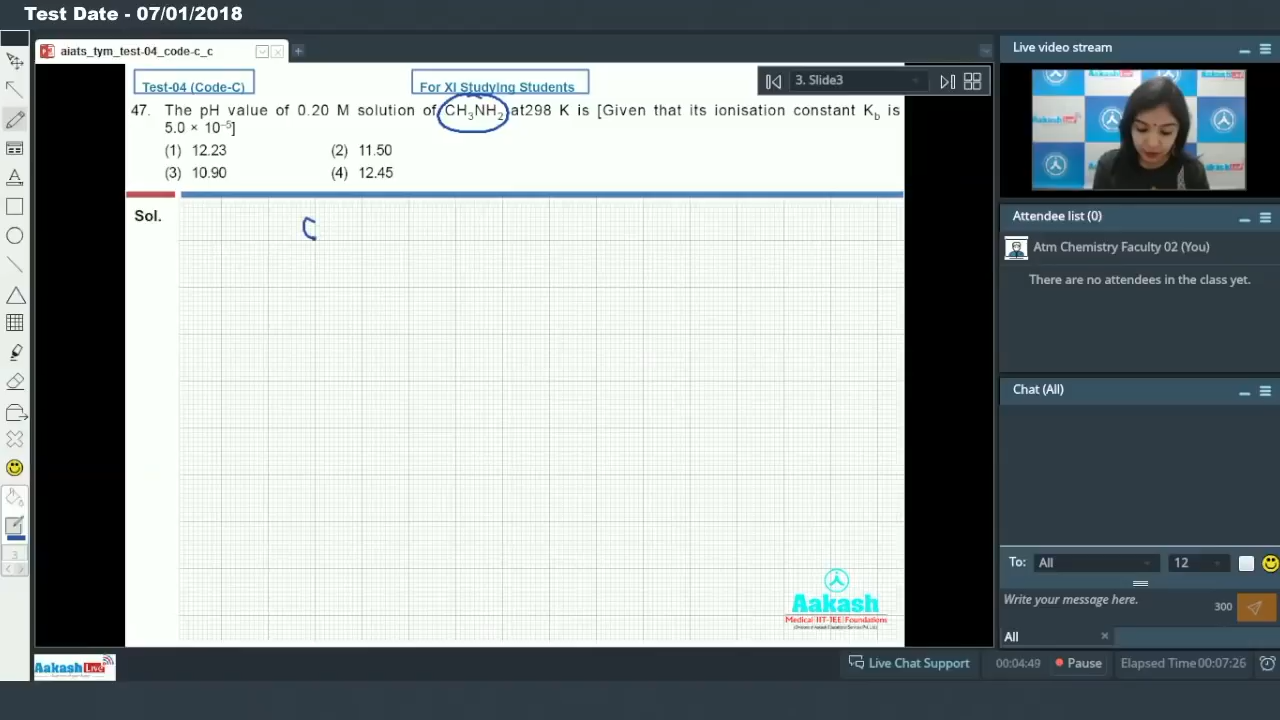 Test Date - 07/01/2018
aiats_tym_test-04_code-c_c
Live video stream
Test-04 (Code-C)
For XI Studying Students
3. Slide3
47. The pH value of 0.20 M solution of CH₃NH₂ at298 K is [Given that its ionisation constant K_b is
5.0 × 10⁻⁵]
(1) 12.23 (2) 11.50
(3) 10.90 (4) 12.45
Sol.
C
Attendee list (0)
Atm Chemistry Faculty 02 (You)
There are no attendees in the class yet.
Chat (All)
To: All 12
Write your message here.
300
All
3
Aakash
Medical|IIT-JEE|Foundations
Aakash Live
Live Chat Support
00:04:49
Pause
Elapsed Time 00:07:26